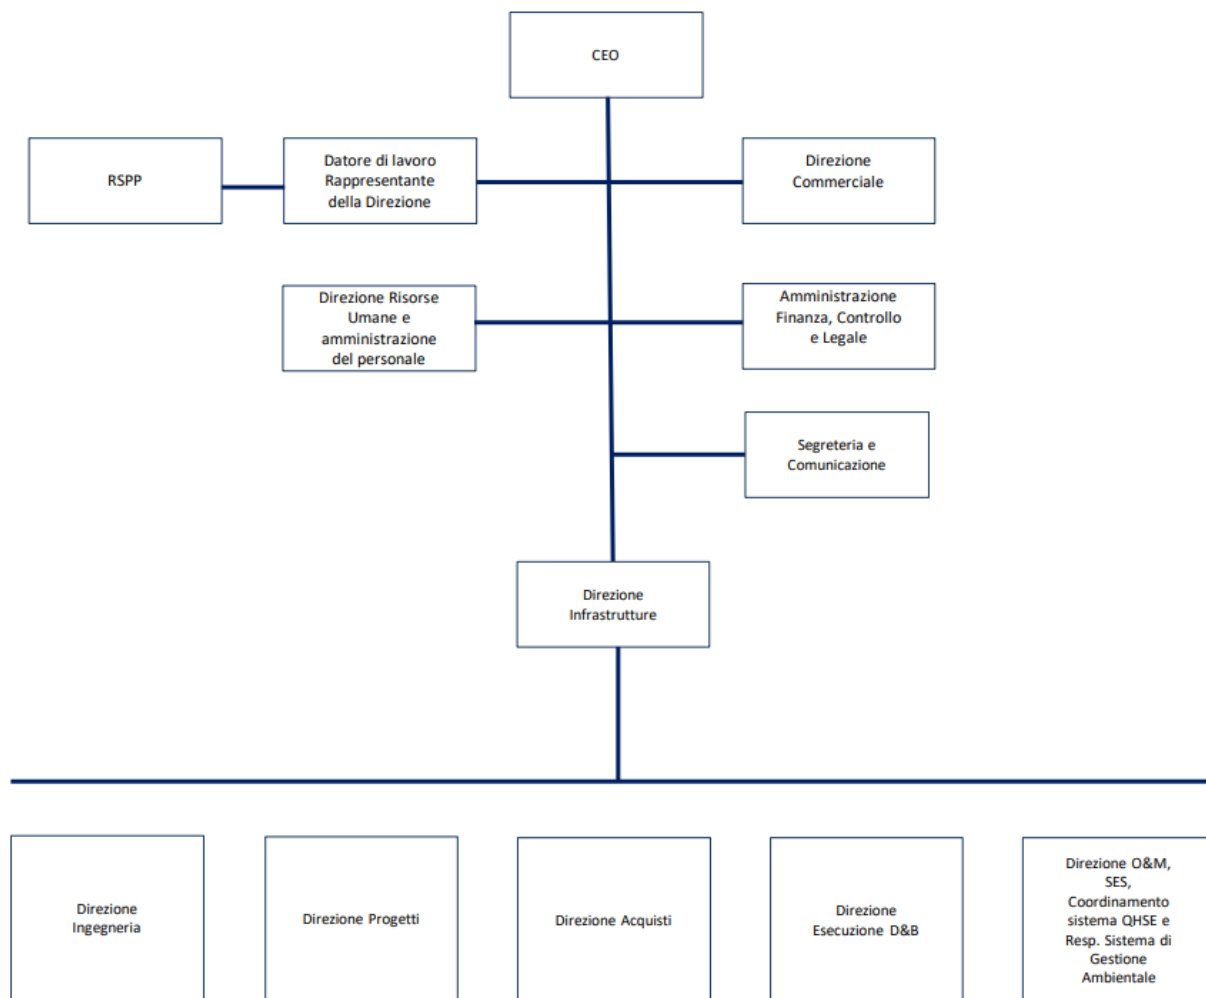 CEO
RSPP
Datore di lavoro
Rappresentante
della Direzione
Direzione
Commerciale
Direzione Risorse
Umane e
amministrazione
del personale
Amministrazione
Finanza, Controllo
e Legale
Segreteria e
Comunicazione
Direzione
Infrastrutture
Direzione
Ingegneria
Direzione Progetti
Direzione Acquisti
Direzione
Esecuzione D&B
Direzione O&M,
SES,
Coordinamento
sistema QHSE e
Resp. Sistema di
Gestione
Ambientale